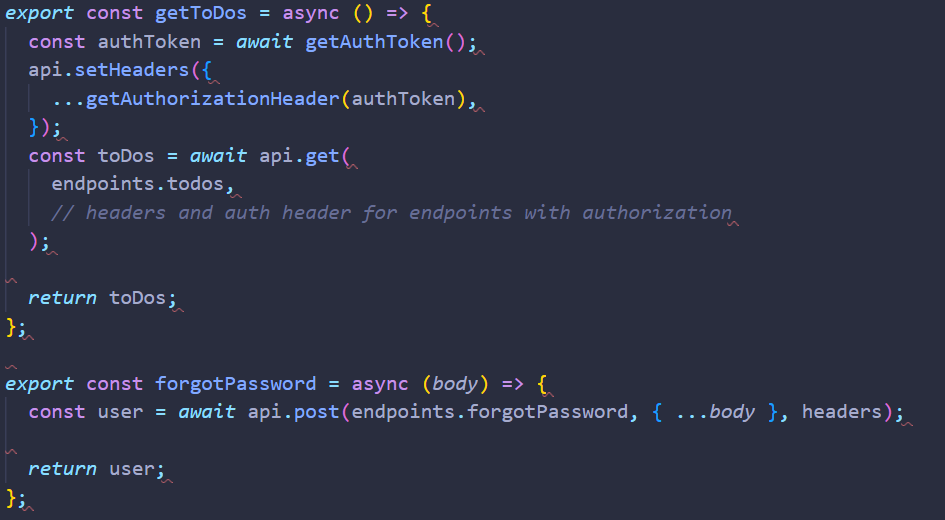 export const getToDos = async () => {
  const authToken = await getAuthToken();
  api.setHeaders({
    ...getAuthorizationHeader(authToken),
  });
  const toDos = await api.get(
    endpoints.todos,
    // headers and auth header for endpoints with authorization
  );

  return toDos;
};

export const forgotPassword = async (body) => {
  const user = await api.post(endpoints.forgotPassword, { ...body }, headers);

  return user;
};